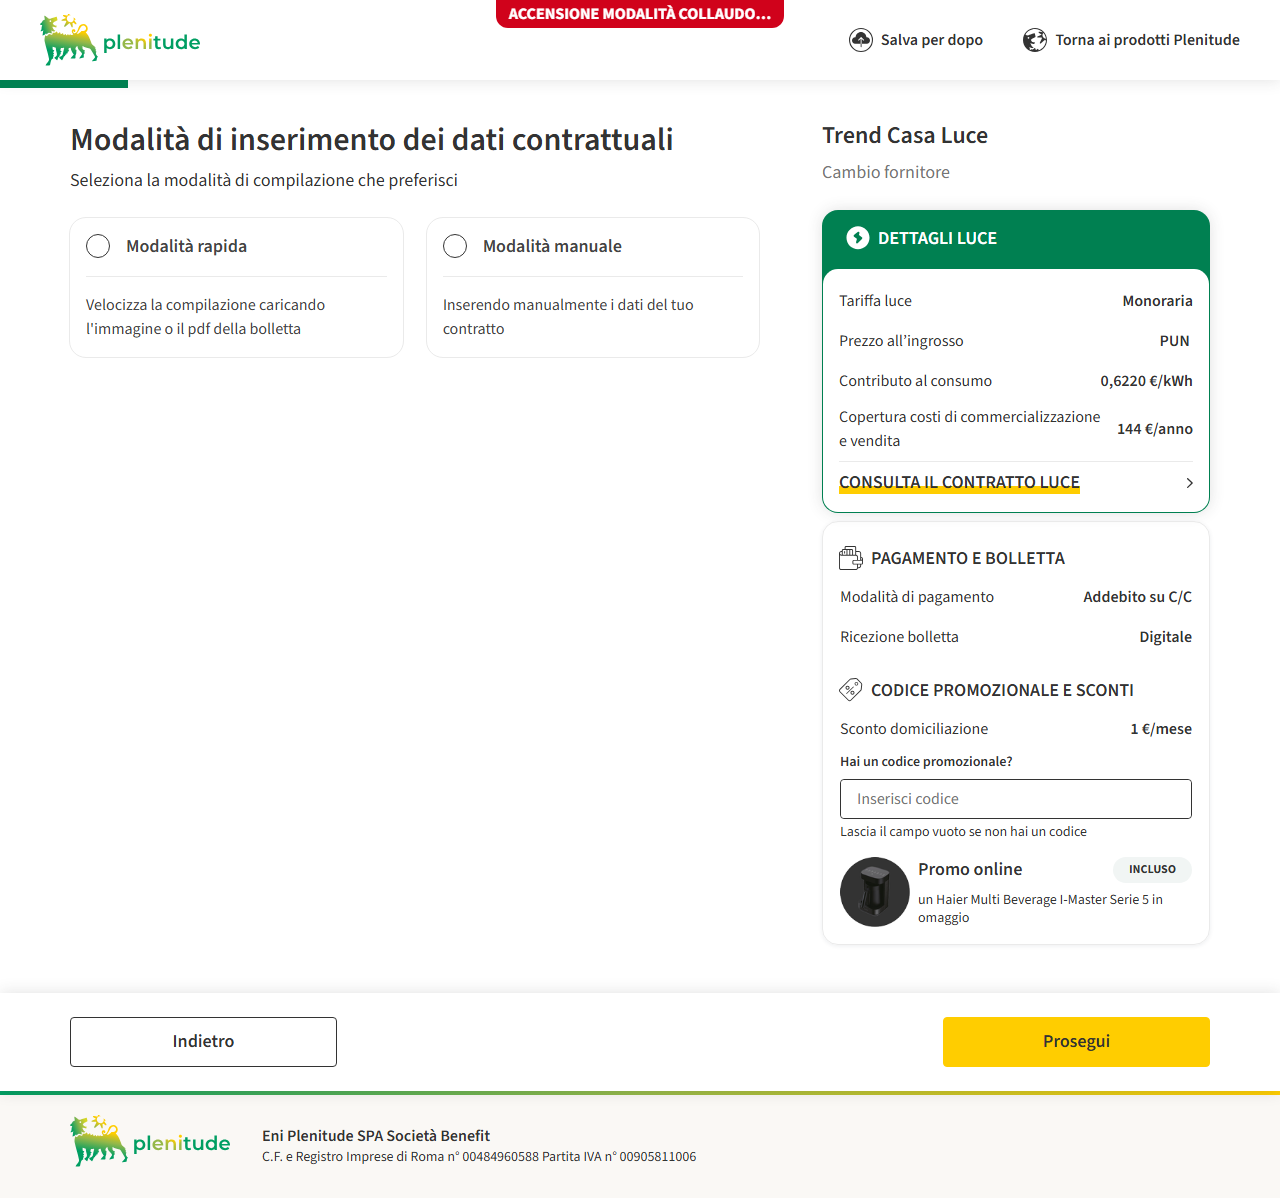 ACCENSIONE MODALITÀ COLLAUDO...
plenitude
Salva per dopo
Torna ai prodotti Plenitude
Modalità di inserimento dei dati contrattuali
Seleziona la modalità di compilazione che preferisci
Modalità rapida
Velocizza la compilazione caricando
l'immagine o il pdf della bolletta
Modalità manuale
Inserendo manualmente i dati del tuo
contratto
Trend Casa Luce
Cambio fornitore
DETTAGLI LUCE
Tariffa luce Monoraria
Prezzo all’ingrosso PUN
Contributo al consumo 0,6220 €/kWh
Copertura costi di commercializzazione
e vendita 144 €/anno
CONSULTA IL CONTRATTO LUCE
PAGAMENTO E BOLLETTA
Modalità di pagamento Addebito su C/C
Ricezione bolletta Digitale
CODICE PROMOZIONALE E SCONTI
Sconto domiciliazione 1 €/mese
Hai un codice promozionale?
Inserisci codice
Lascia il campo vuoto se non hai un codice
Promo online INCLUSO
un Haier Multi Beverage I-Master Serie 5 in
omaggio
Indietro
Prosegui
plenitude
Eni Plenitude SPA Società Benefit
C.F. e Registro Imprese di Roma n° 00484960588 Partita IVA n° 00905811006